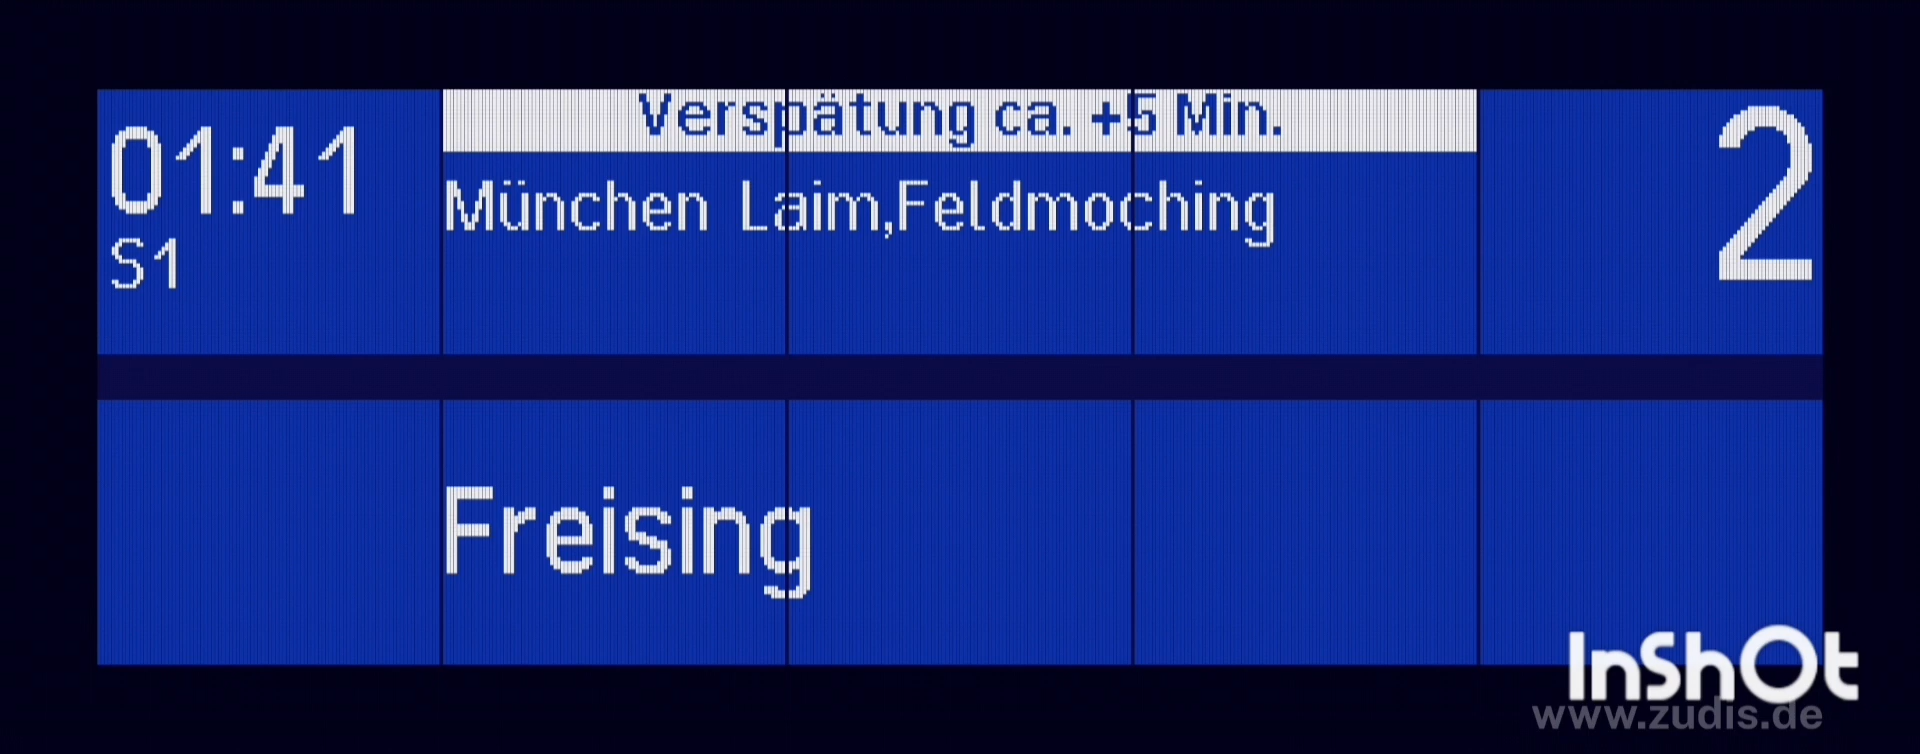 01:41
Verspätung ca. +5 Min.
2
München Laim,Feldmoching
S1
Freising
InShOt
www.zudis.de